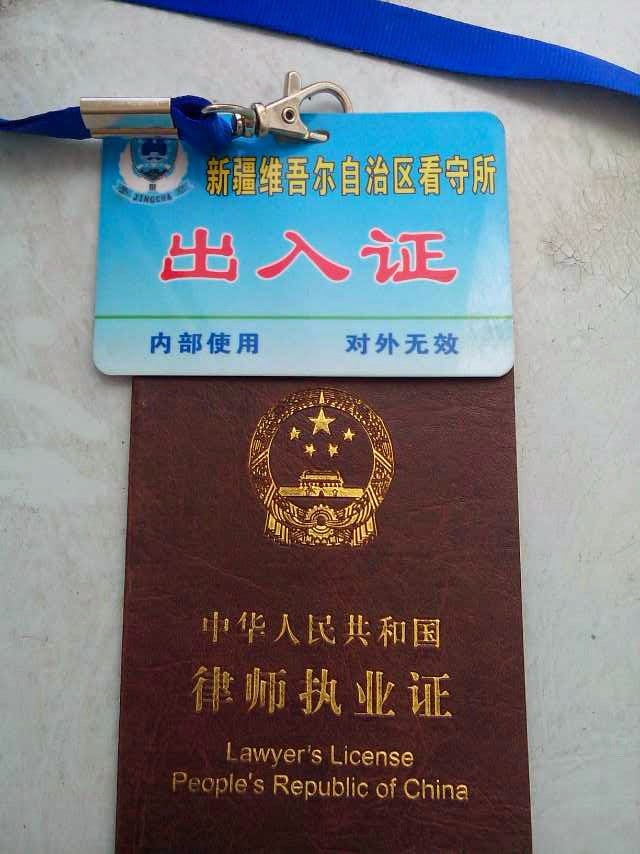 JINGCHA
新疆维吾尔自治区看守所
出入证
内部使用 对外无效
中华人民共和国
律师执业证
Lawyer's License
People's Republic of China